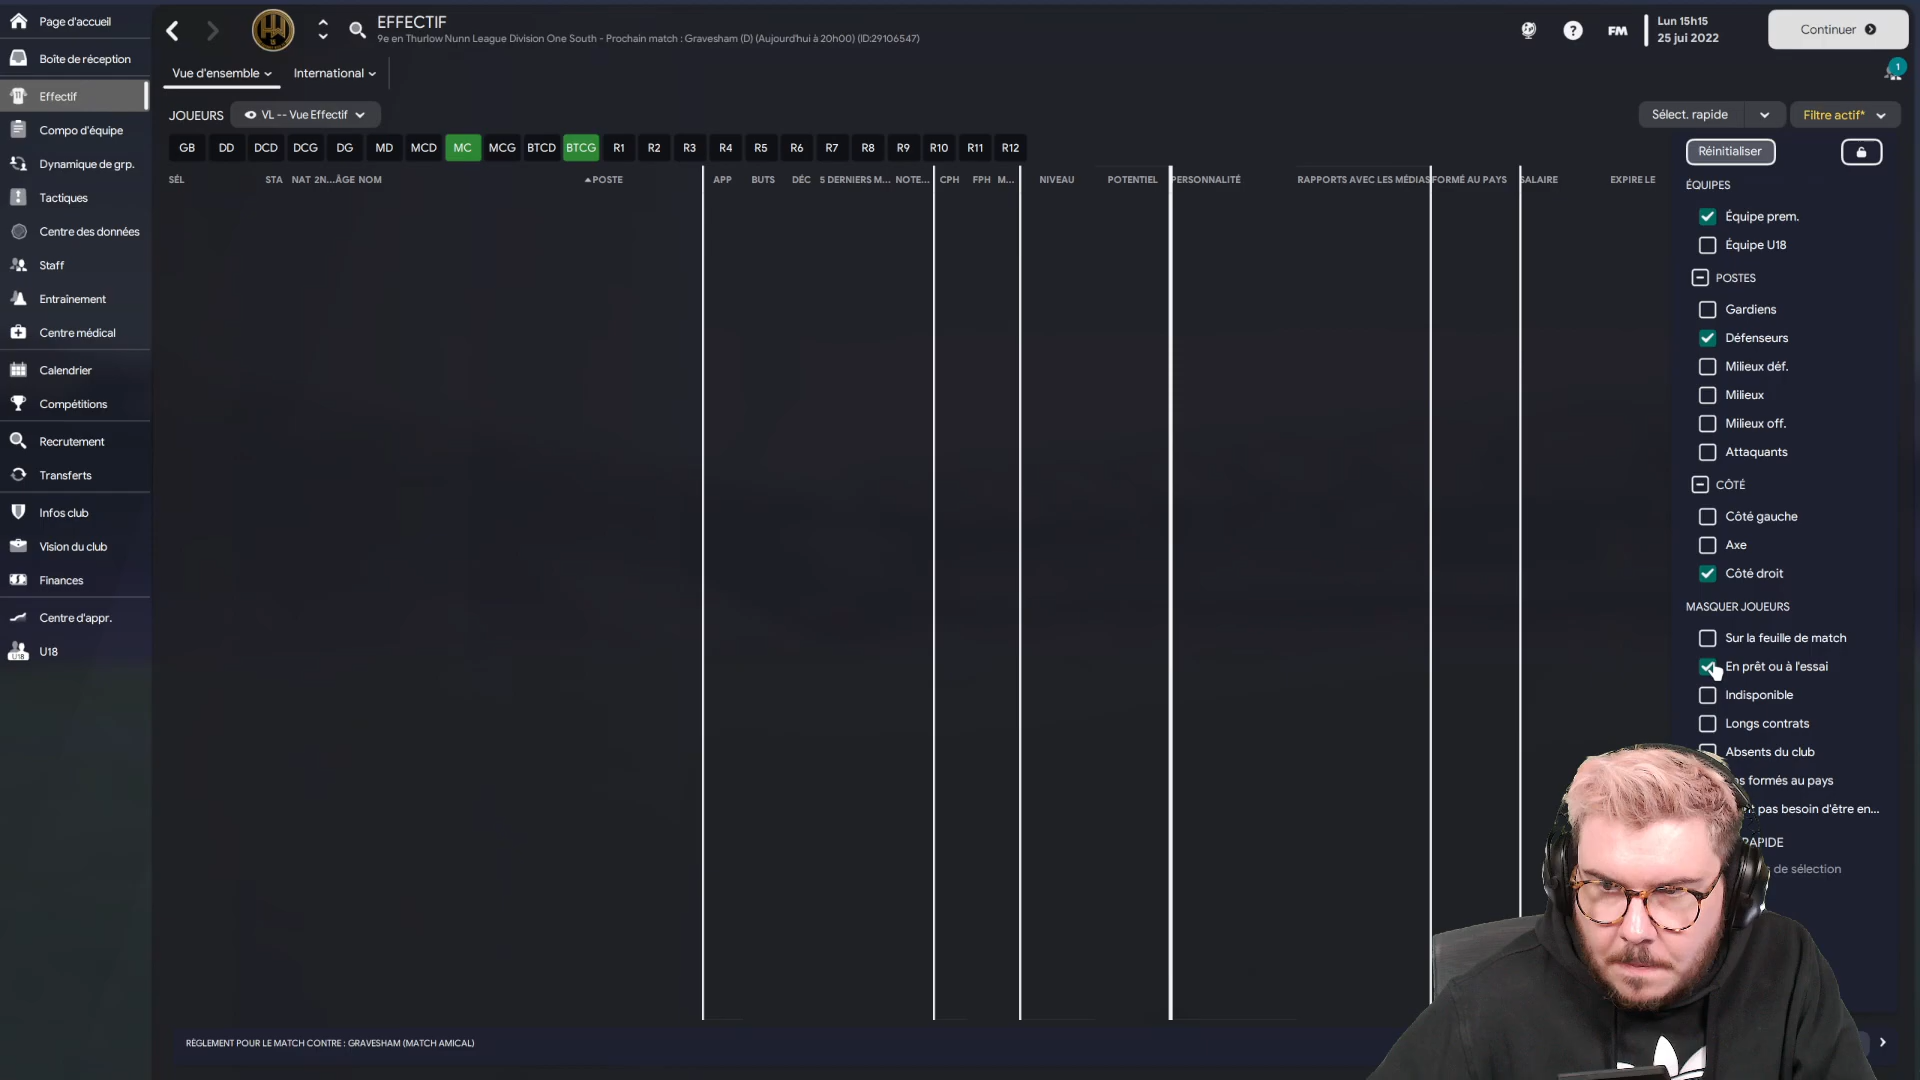 Page d'accueil
Boîte de réception
Effectif
Compo d'équipe
Dynamique de grp.
Tactiques
Centre des données
Staff
Entraînement
Centre médical
Calendrier
Compétitions
Recrutement
Transferts
Infos club
Vision du club
Finances
Centre d'appr.
U18
EFFECTIF
9e en Thurlow Nunn League Division One South - Prochain match : Gravesham (D) (Aujourd'hui à 20h00) (ID:29106547)
FM
Lun 15h15
25 jui 2022
Continuer
Vue d'ensemble International
1
JOUEURS VL -- Vue Effectif
Sélect. rapide Filtre actif*
GB DD DCD DCG DG MD MCD MC MCG BTCD BTCG R1 R2 R3 R4 R5 R6 R7 R8 R9 R10 R11 R12
SÉL STA NAT 2N... ÂGE NOM POSTE APP BUTS DÉC 5 DERNIERS M... NOTE... CPH FPH M... NIVEAU POTENTIEL PERSONNALITÉ RAPPORTS AVEC LES MÉDIAS FORMÉ AU PAYS SALAIRE EXPIRE LE
Réinitialiser
ÉQUIPES
Équipe prem.
Équipe U18
POSTES
Gardiens
Défenseurs
Milieux déf.
Milieux
Milieux off.
Attaquants
CÔTÉ
Côté gauche
Axe
Côté droit
MASQUER JOUEURS
Sur la feuille de match
En prêt ou à l'essai
Indisponible
Longs contrats
Absents du club
formés au pays
pas besoin d'être en...
RAPIDE
de sélection
RÈGLEMENT POUR LE MATCH CONTRE : GRAVESHAM (MATCH AMICAL)